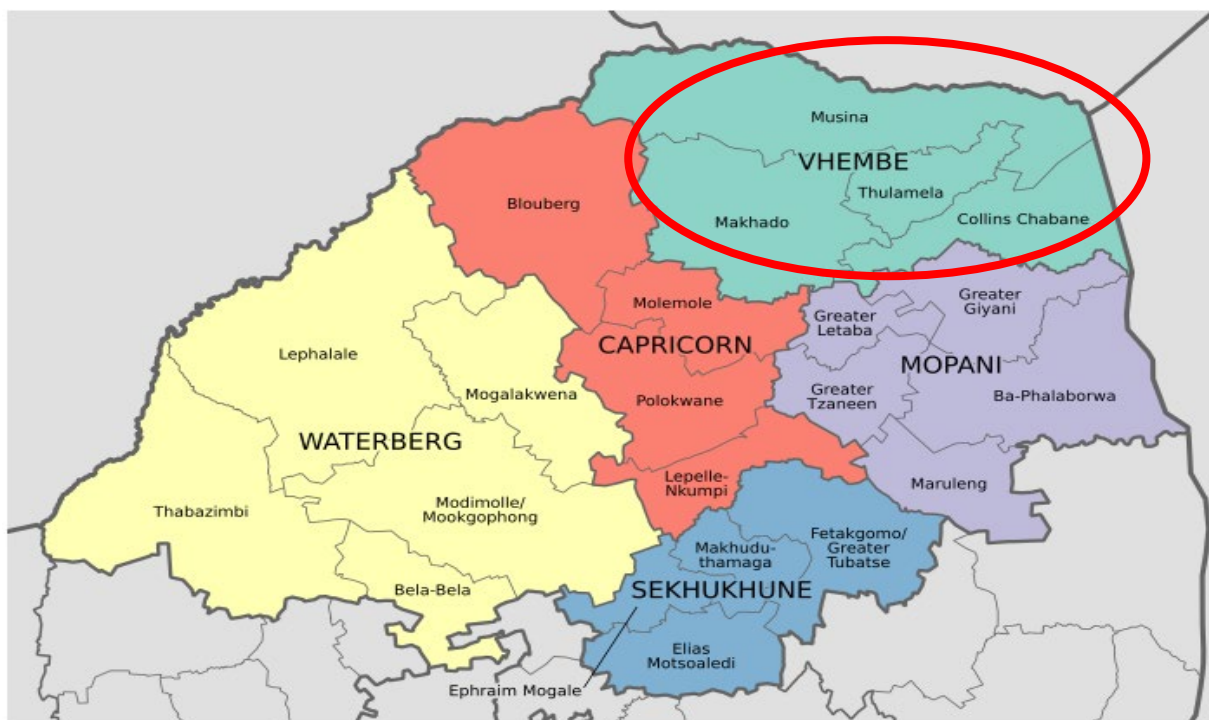 Musina
VHEMBE
Thulamela
Blouberg
Makhado
Collins Chabane
Molemole
Greater
Letaba
Greater
Giyani
CAPRICORN
Lephalale
MOPANI
Mogalakwena
Polokwane
Greater
Tzaneen
Ba-Phalaborwa
WATERBERG
Lepelle-
Nkumpi
Maruleng
Thabazimbi
Modimolle/
Mookgophong
Fetakgomo/
Greater
Tubatse
Makhudu-
thamaga
Bela-Bela
SEKHUKHUNE
Elias
Motsoaledi
Ephraim Mogale